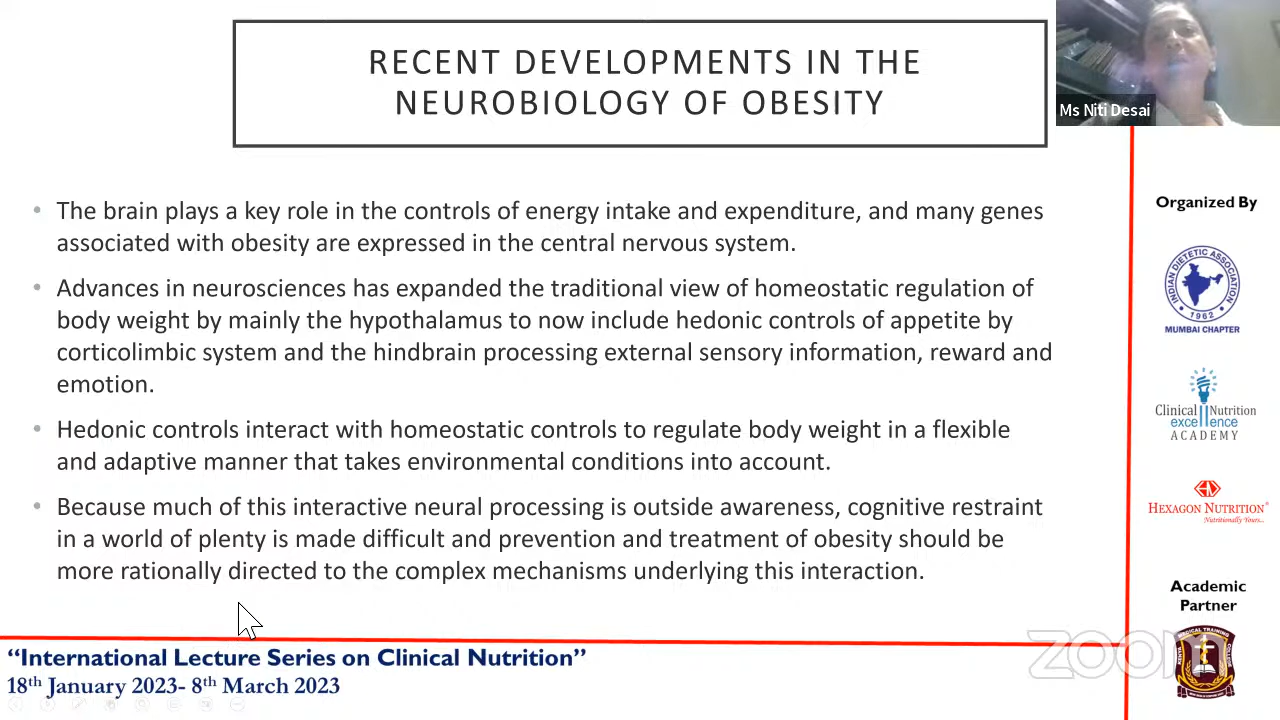 RECENT DEVELOPMENTS IN THE
NEUROBIOLOGY OF OBESITY
• The brain plays a key role in the controls of energy intake and expenditure, and many genes
associated with obesity are expressed in the central nervous system.
• Advances in neurosciences has expanded the traditional view of homeostatic regulation of
body weight by mainly the hypothalamus to now include hedonic controls of appetite by
corticolimbic system and the hindbrain processing external sensory information, reward and
emotion.
• Hedonic controls interact with homeostatic controls to regulate body weight in a flexible
and adaptive manner that takes environmental conditions into account.
• Because much of this interactive neural processing is outside awareness, cognitive restraint
in a world of plenty is made difficult and prevention and treatment of obesity should be
more rationally directed to the complex mechanisms underlying this interaction.
Ms Niti Desai
Organized By
INDIAN DIETETIC ASSOCIATION
1962
MUMBAI CHAPTER
Clinical Nutrition
excellence
ACADEMY
HEXAGON NUTRITION®
Nutritionally Yours...
Academic
Partner
MEDICAL TRAINING
COLLEGE
KENYA
zoom
“International Lecture Series on Clinical Nutrition”
18th January 2023- 8th March 2023